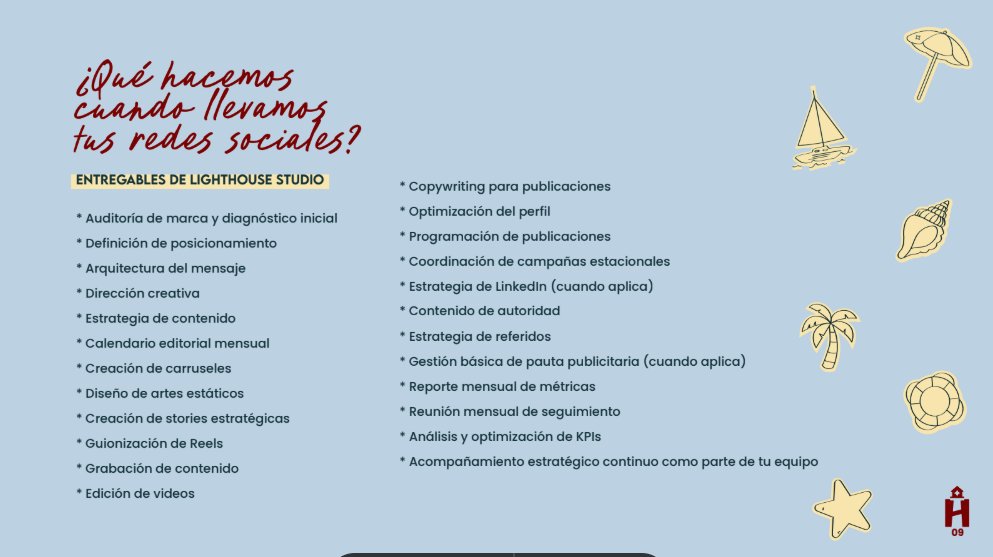 ¿Qué hacemos
cuando llevamos
tus redes sociales?
ENTREGABLES DE LIGHTHOUSE STUDIO
* Auditoría de marca y diagnóstico inicial
* Definición de posicionamiento
* Arquitectura del mensaje
* Dirección creativa
* Estrategia de contenido
* Calendario editorial mensual
* Creación de carruseles
* Diseño de artes estáticos
* Creación de stories estratégicas
* Guionización de Reels
* Grabación de contenido
* Edición de videos
* Copywriting para publicaciones
* Optimización del perfil
* Programación de publicaciones
* Coordinación de campañas estacionales
* Estrategia de LinkedIn (cuando aplica)
* Contenido de autoridad
* Estrategia de referidos
* Gestión básica de pauta publicitaria (cuando aplica)
* Reporte mensual de métricas
* Reunión mensual de seguimiento
* Análisis y optimización de KPIs
* Acompañamiento estratégico continuo como parte de tu equipo
09